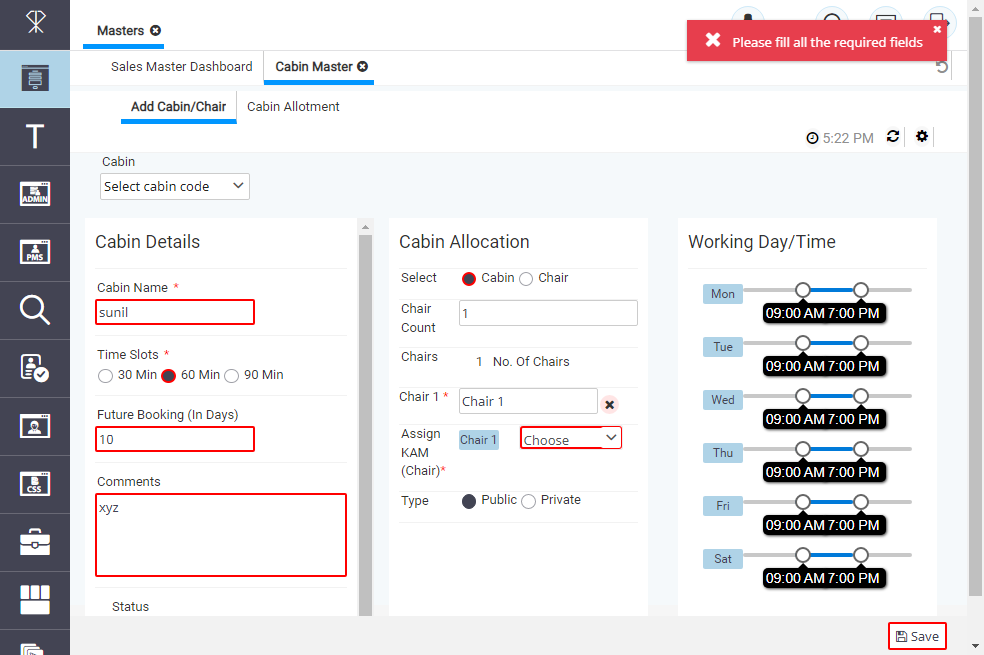 Masters
Please fill all the required fields
Sales Master Dashboard
Cabin Master
Add Cabin/Chair
Cabin Allotment
5:22 PM
T
ADMIN
PMS
CSS
Cabin
Select cabin code
Cabin Details
Cabin Name *
sunil
Time Slots *
30 Min 60 Min 90 Min
Future Booking (In Days)
10
Comments
xyz
Status
Cabin Allocation
Select Cabin Chair
Chair Count 1
Chairs 1 No. Of Chairs
Chair 1 * Chair 1
Assign KAM (Chair)* Chair 1 Choose
Type Public Private
Working Day/Time
Mon
09:00 AM 7:00 PM
Tue
09:00 AM 7:00 PM
Wed
09:00 AM 7:00 PM
Thu
09:00 AM 7:00 PM
Fri
09:00 AM 7:00 PM
Sat
09:00 AM 7:00 PM
Save